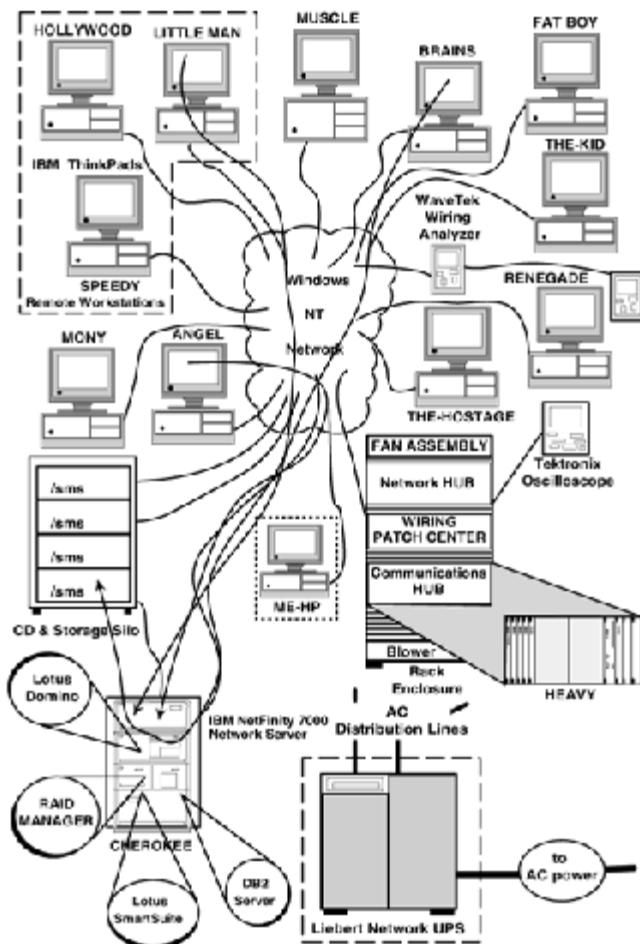 HOLLYWOOD
LITTLE MAN
MUSCLE
FAT BOY
BRAINS
THE-KID
IBM ThinkPads
WaveTek
Wiring
Analyzer
SPEEDY
Remote Workstations
Windows
NT
Network
RENEGADE
MONY
ANGEL
THE-HOSTAGE
FAN ASSEMBLY
Network HUB
Tektronix
Oscilloscope
/sms
/sms
/sms
/sms
WIRING
PATCH CENTER
Communications
HUB
ME-HP
CD & Storage Silo
Blower
Rack
Enclosure
HEAVY
Lotus
Domino
IBM NetFinity 7000
Network Server
AC
Distribution Lines
RAID
MANAGER
CHEROKEE
Lotus
SmartSuite
DB2
Server
to
AC power
Liebert Network UPS